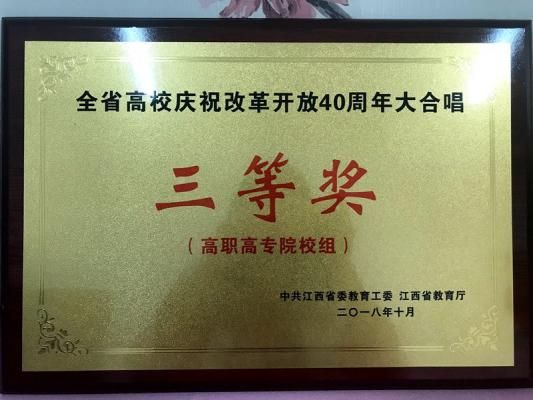 全省高校庆祝改革开放40周年大合唱
三等奖
（高职高专院校组）
中共江西省委教育工委 江西省教育厅
二〇一八年十月